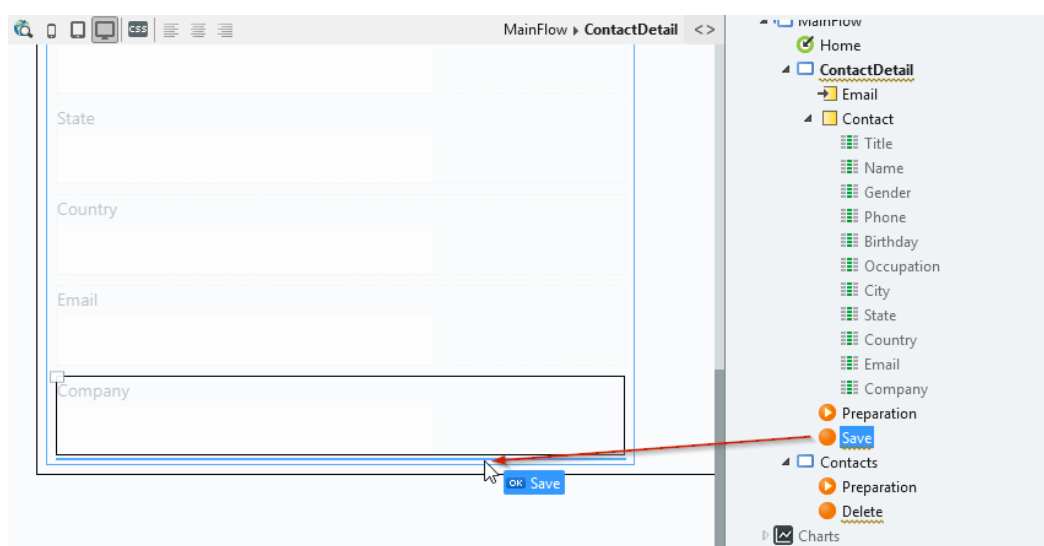 css
MainFlow ▸ ContactDetail <>
State
Country
Email
Company
OK Save
MainFlow
Home
ContactDetail
Email
Contact
Title
Name
Gender
Phone
Birthday
Occupation
City
State
Country
Email
Company
Preparation
Save
Contacts
Preparation
Delete
Charts